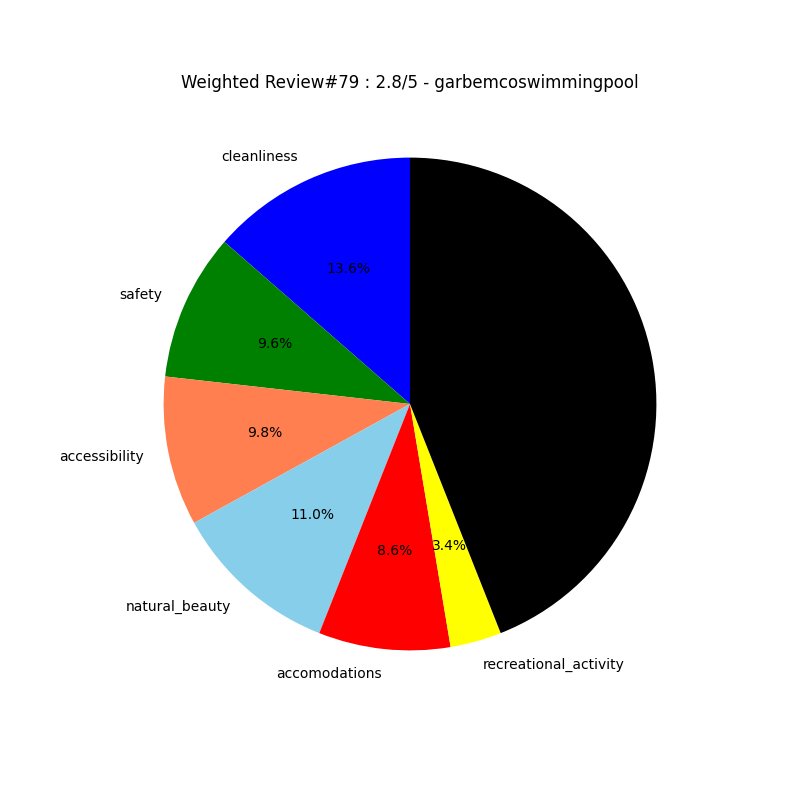 Weighted Review#79 : 2.8/5 - garbemcoswimmingpool
cleanliness
13.6%
safety
9.6%
accessibility
9.8%
natural_beauty
11.0%
accomodations
8.6%
recreational_activity
3.4%